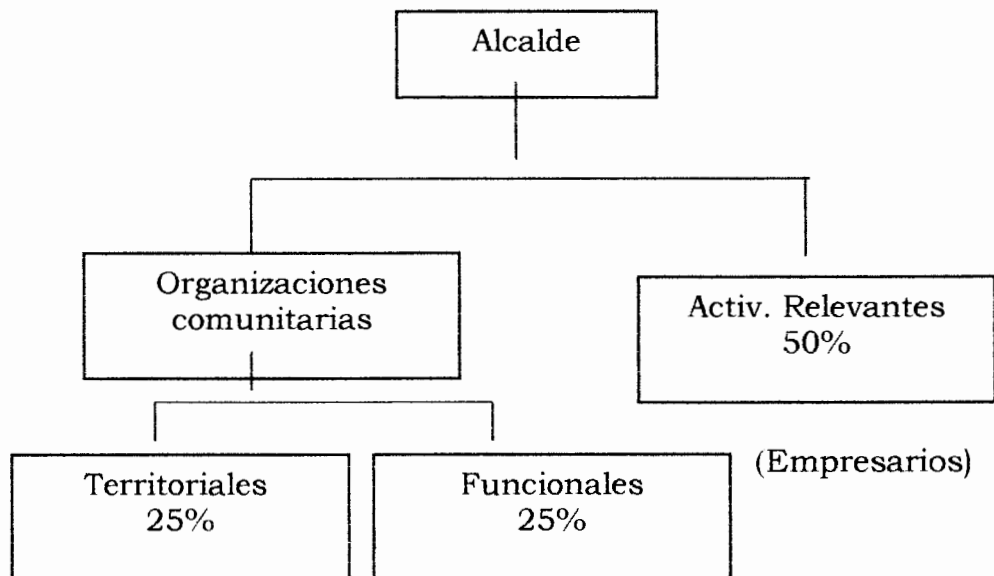 Alcalde
Organizaciones
comunitarias
Activ. Relevantes
50%
(Empresarios)
Territoriales
25%
Funcionales
25%